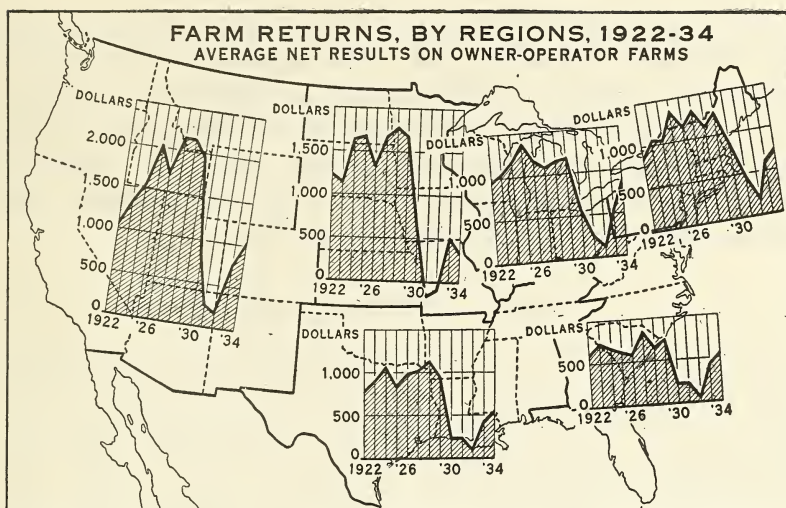 FARM RETURNS, BY REGIONS, 1922-34
AVERAGE NET RESULTS ON OWNER-OPERATOR FARMS
DOLLARS
2,000
1,500
1,000
500
0
1922 '26 '30 '34
DOLLARS
1,500
1,000
500
0
1922 '26 '30 '34
DOLLARS
1,000
500
0
1922 '26 '30 '34
DOLLARS
1,000
500
0
1922 '26 '30
DOLLARS
1,000
500
0
1922 '26 '30 '34
DOLLARS
500
0
1922 '26 '30 '34